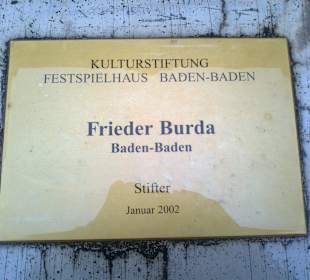 KULTURSTIFTUNG
FESTSPIELHAUS BADEN-BADEN
Frieder Burda
Baden-Baden
Stifter
Januar 2002